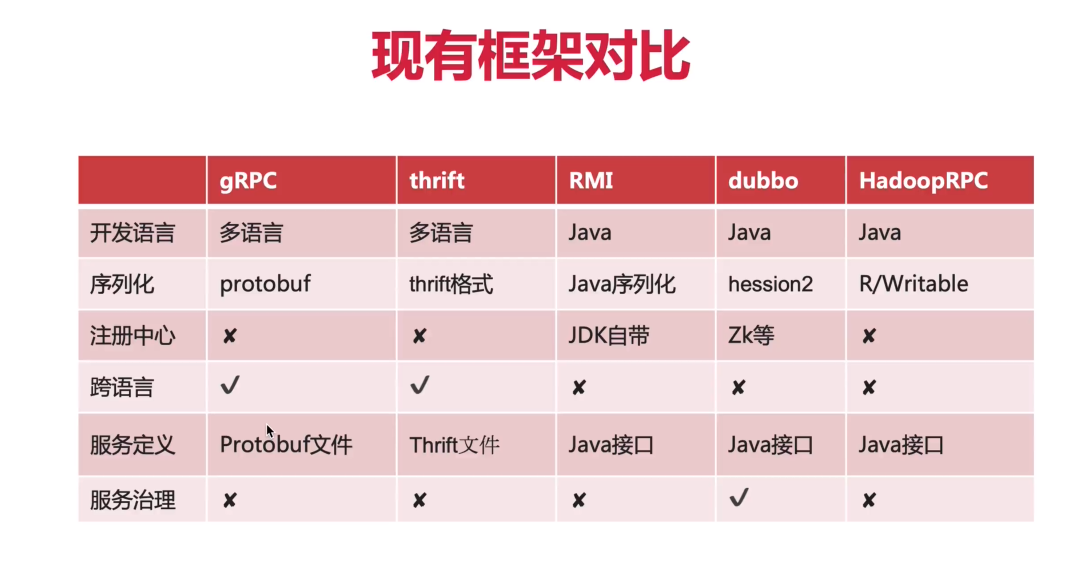 现有框架对比
gRPC thrift RMI dubbo HadoopRPC
开发语言 多语言 多语言 Java Java Java
序列化 protobuf thrift格式 Java序列化 hession2 R/Writable
注册中心 ✘ ✘ JDK自带 Zk等 ✘
跨语言 ✔ ✔ ✘ ✘ ✘
服务定义 Protobuf文件 Thrift文件 Java接口 Java接口 Java接口
服务治理 ✘ ✘ ✘ ✔ ✘